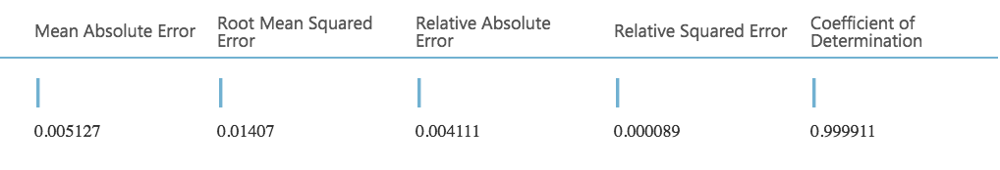 Mean Absolute Error
Root Mean Squared
Error
Relative Absolute
Error
Relative Squared Error
Coefficient of
Determination
0.005127
0.01407
0.004111
0.000089
0.999911